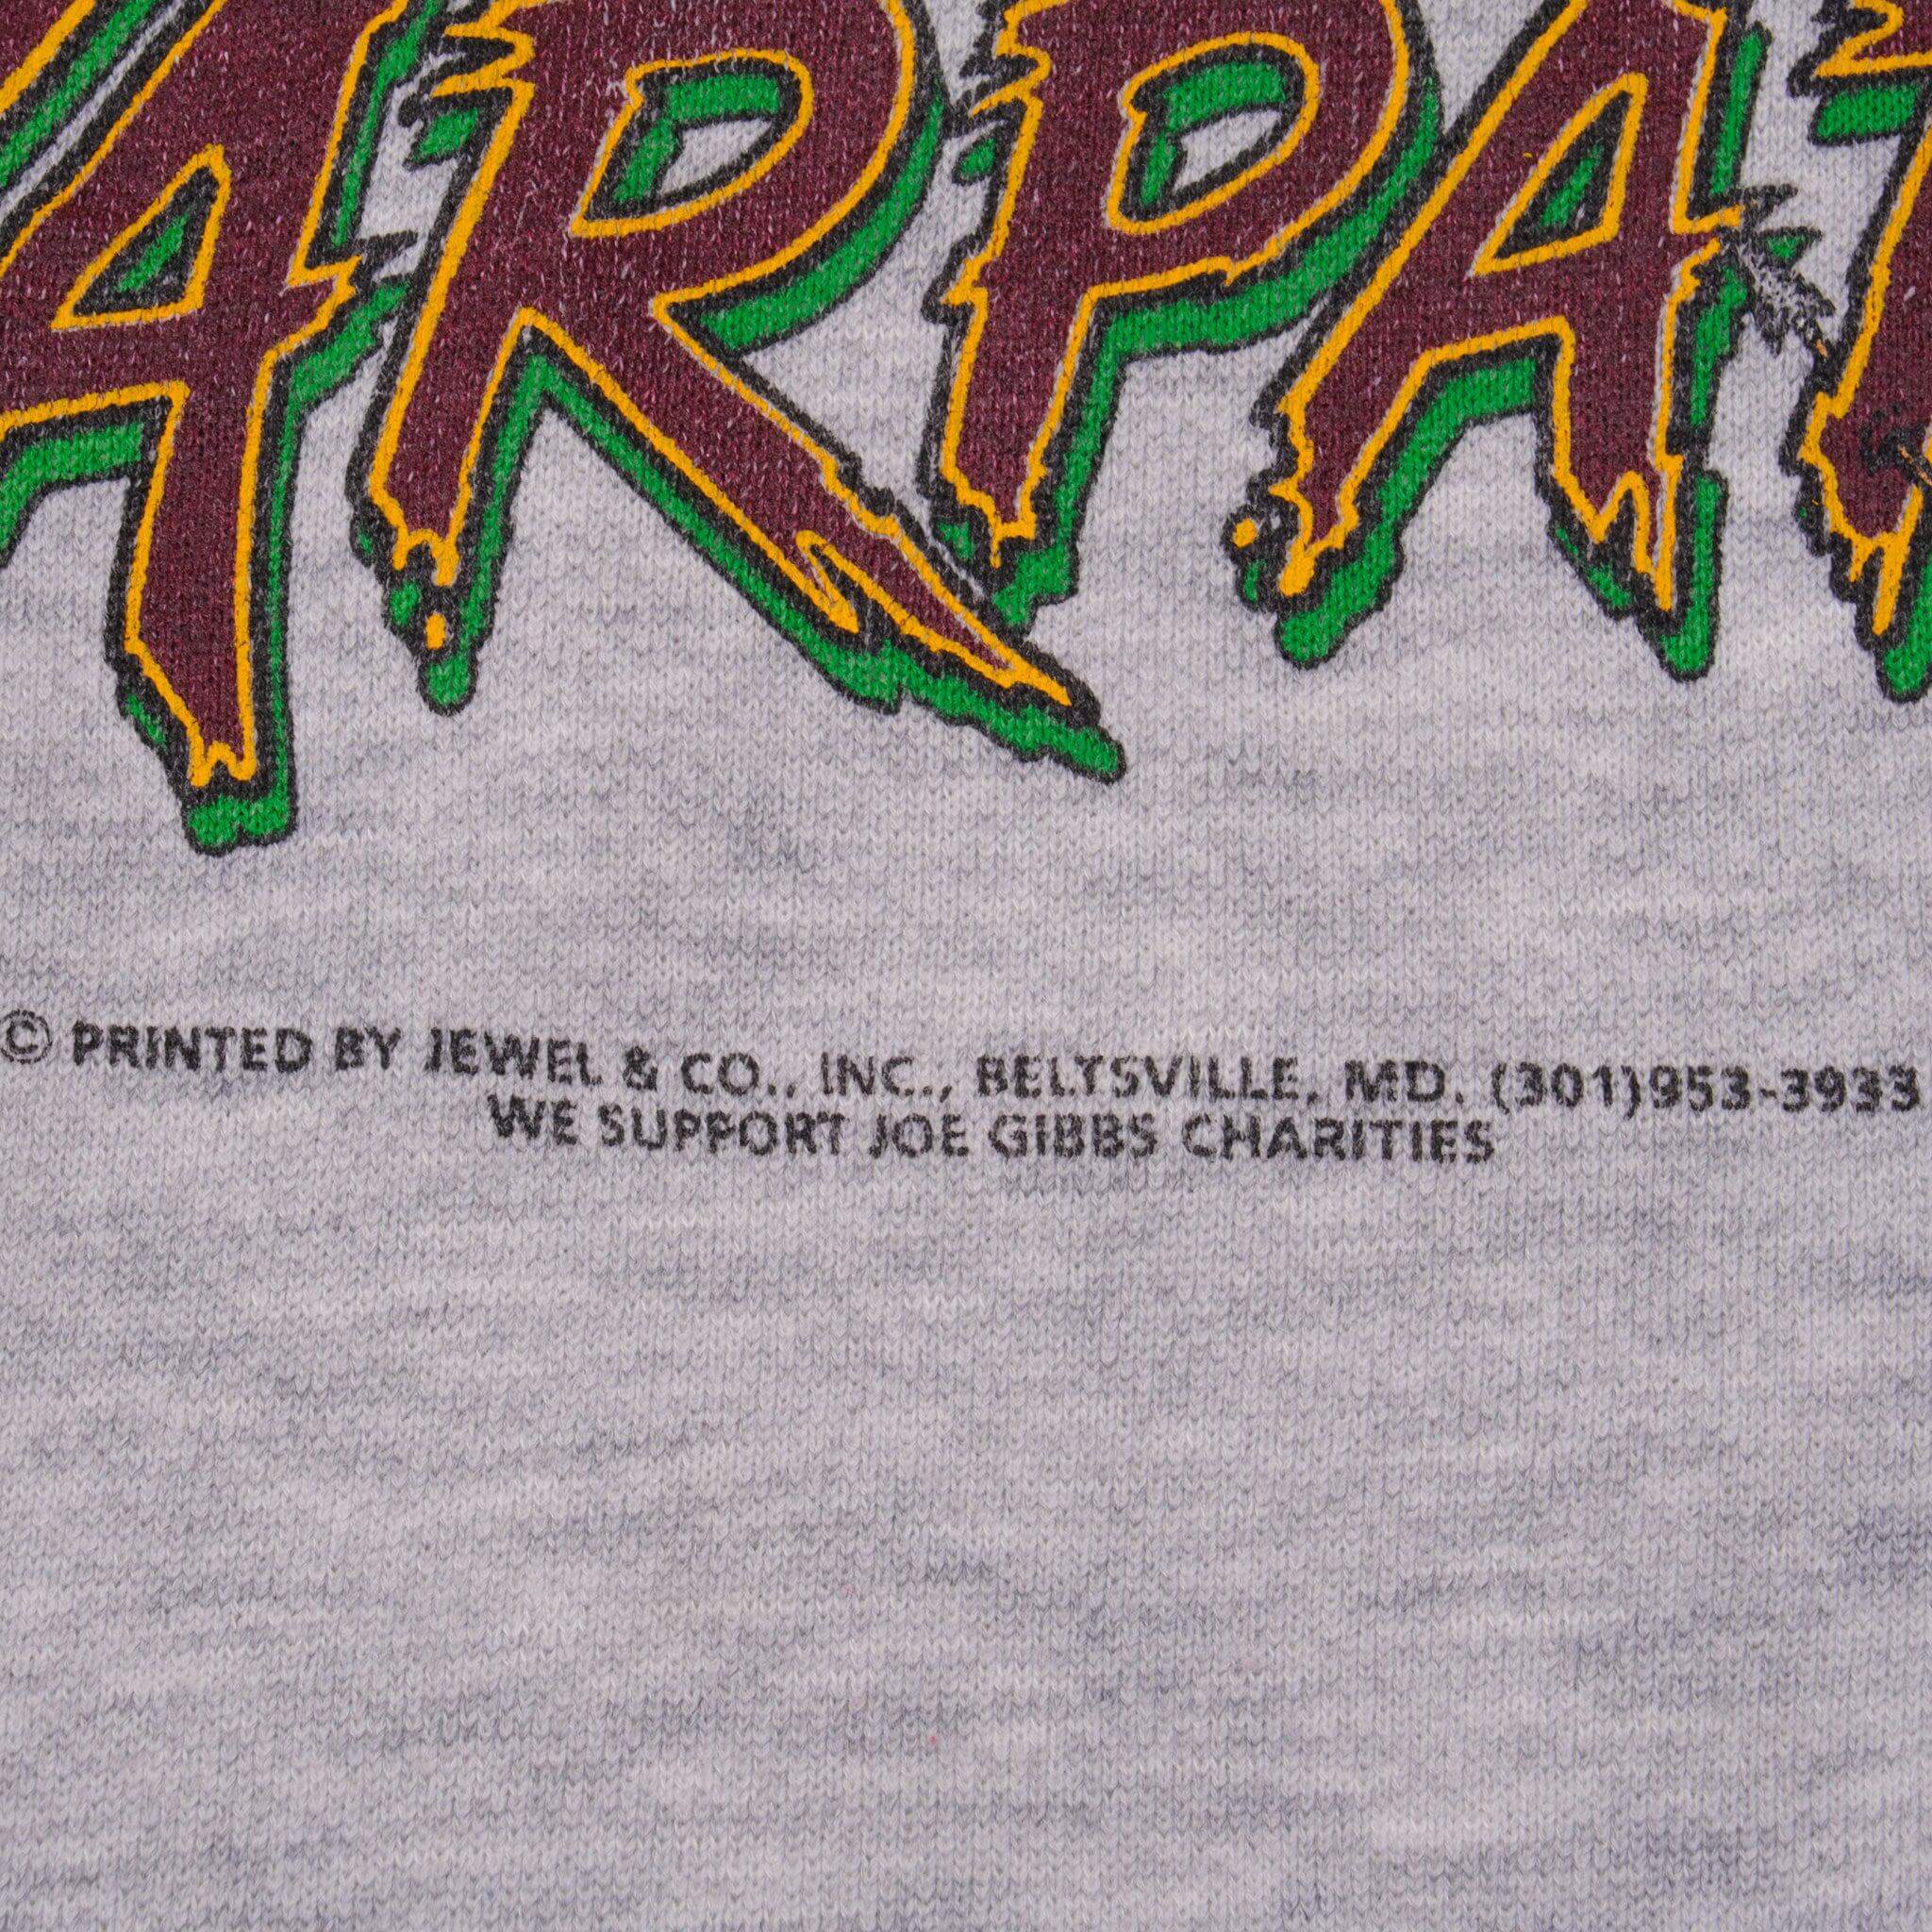 ARPA
© PRINTED BY JEWEL & CO., INC., BELTSVILLE, MD. (301)953-3933
WE SUPPORT JOE GIBBS CHARITIES